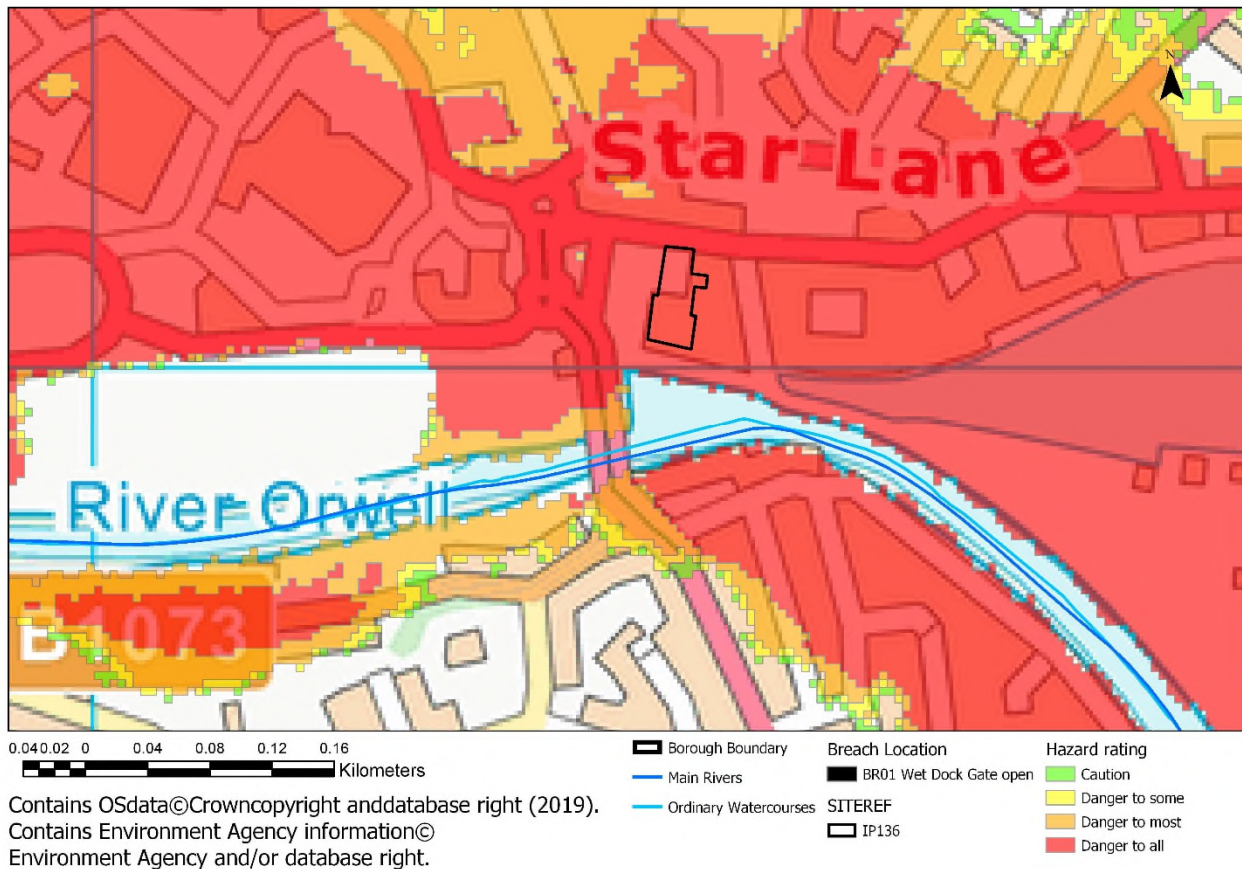 N
Star Lane
River Orwell
B1073
0.04 0.02 0 0.04 0.08 0.12 0.16
Kilometers
Contains OSdata©Crowncopyright anddatabase right (2019).
Contains Environment Agency information©
Environment Agency and/or database right.
Borough Boundary
Main Rivers
Ordinary Watercourses
Breach Location
BR01 Wet Dock Gate open
SITEREF
IP136
Hazard rating
Caution
Danger to some
Danger to most
Danger to all